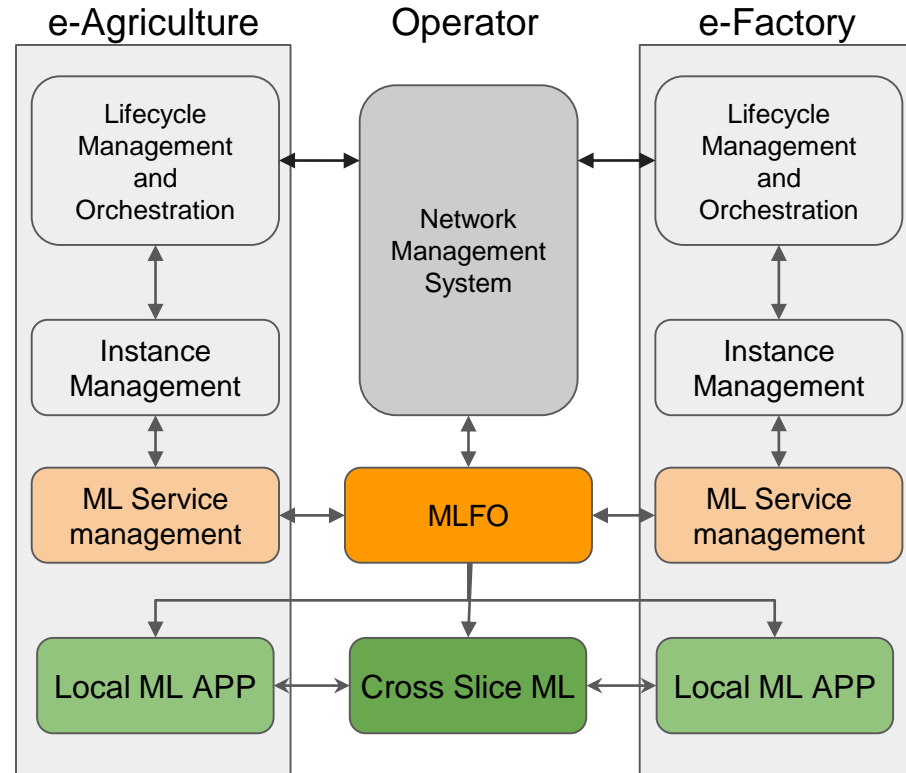 e-Agriculture
Operator
e-Factory
Lifecycle
Management
and
Orchestration
Network
Management
System
Lifecycle
Management
and
Orchestration
Instance
Management
Instance
Management
ML Service
management
MLFO
ML Service
management
Local ML APP
Cross Slice ML
Local ML APP